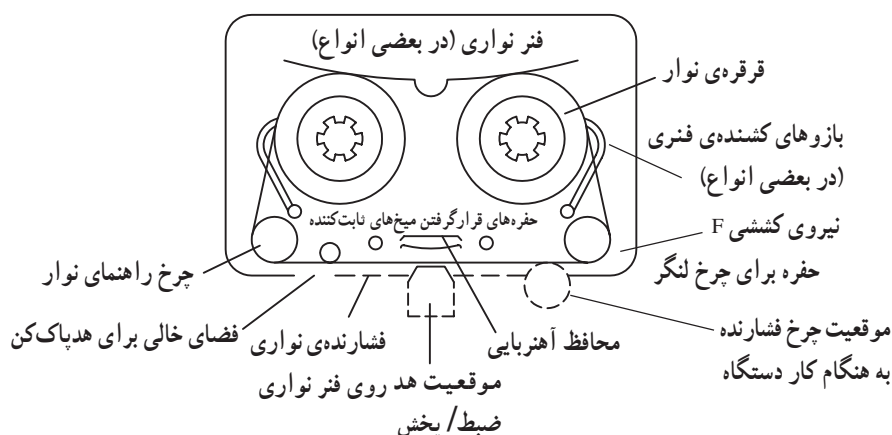 فنر نواری (در بعضی انواع)
قرقره‌ی نوار
بازوهای کشنده‌ی فنری
(در بعضی انواع)
حفره‌های قرارگرفتن میخ‌های ثابت‌کننده
نیروی کششی F
حفره برای چرخ لنگر
چرخ راهنمای نوار
موقعیت چرخ فشارنده
به هنگام کار دستگاه
محافظ آهنربایی
فشارنده‌ی نواری
روی فنر نواری
فضای خالی برای هدپاک‌کن
موقعیت هد
ضبط/ پخش